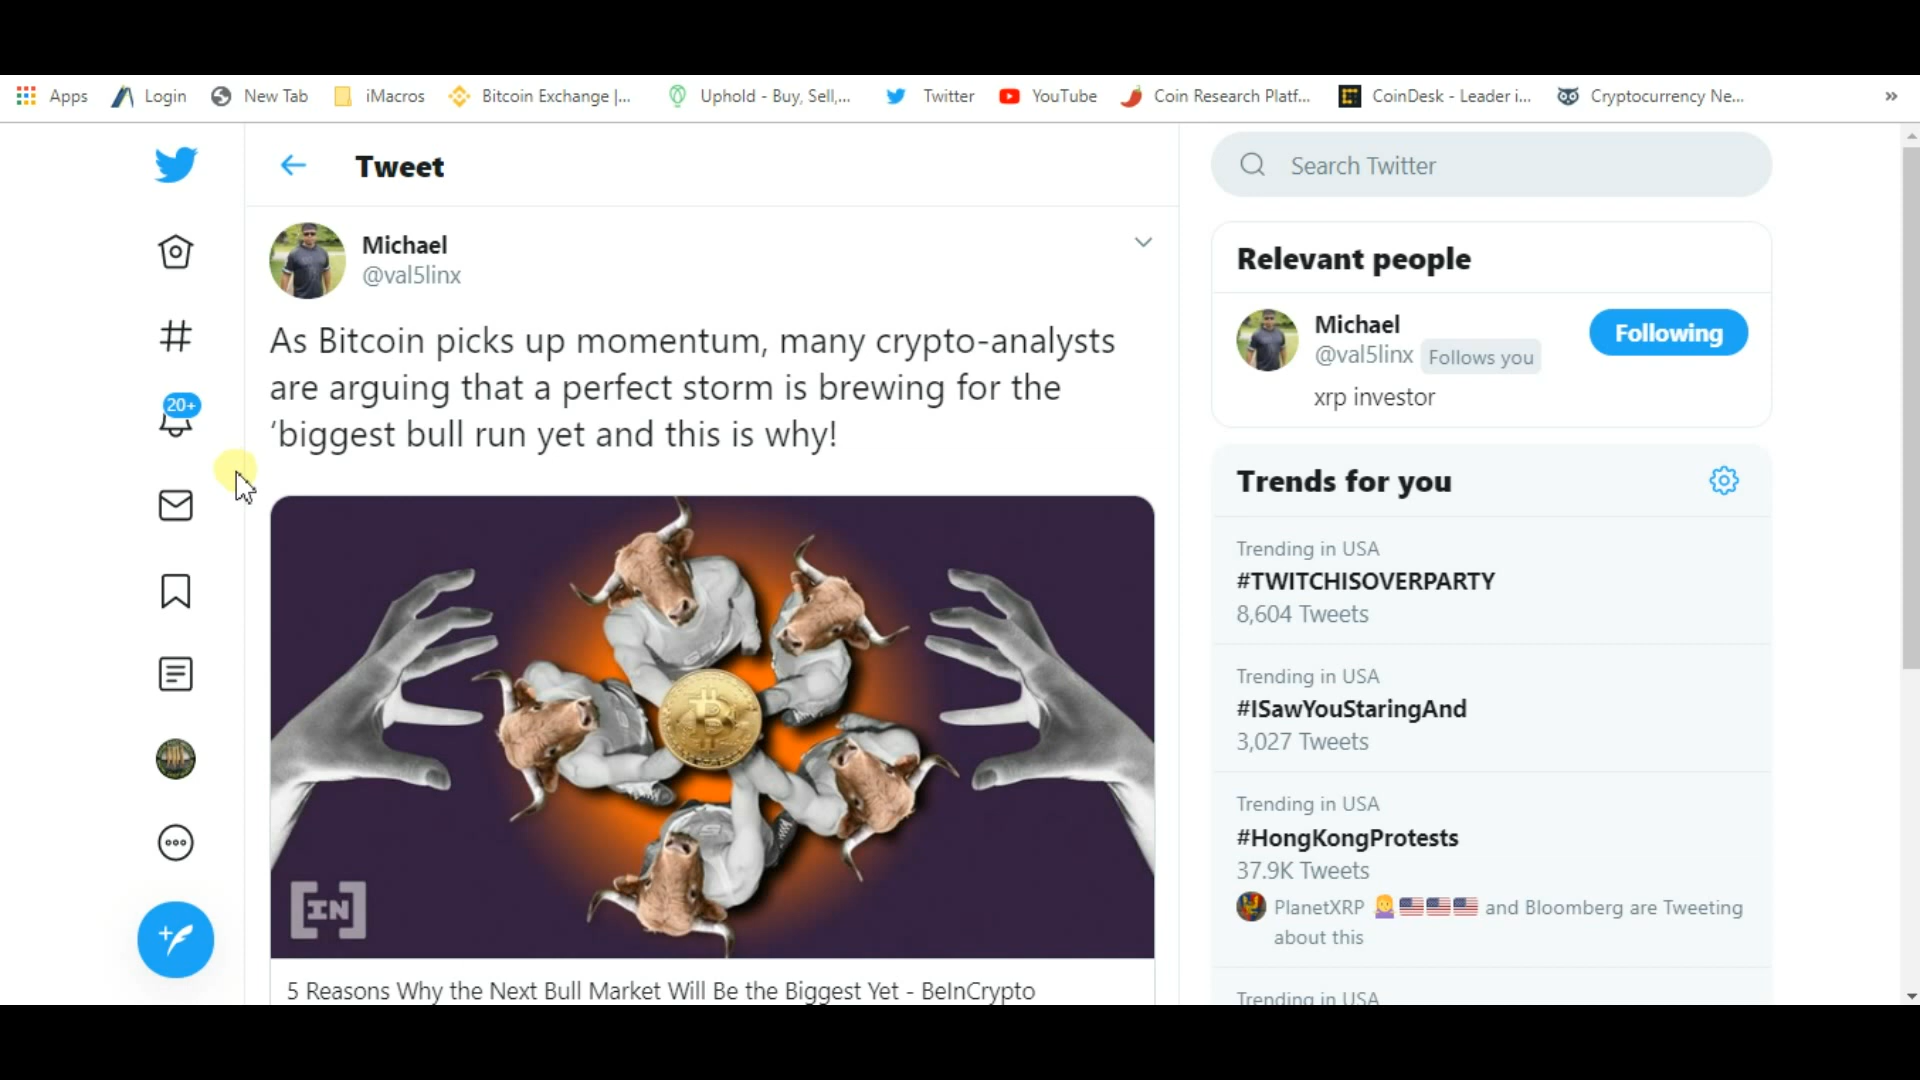 Apps Login New Tab iMacros Bitcoin Exchange |... Uphold - Buy, Sell,... Twitter YouTube Coin Research Platf... CoinDesk - Leader i... Cryptocurrency Ne... »
Tweet
Search Twitter
Michael
@val5linx
As Bitcoin picks up momentum, many crypto-analysts
are arguing that a perfect storm is brewing for the
‘biggest bull run yet and this is why!
20+
[IN]
5 Reasons Why the Next Bull Market Will Be the Biggest Yet - BeInCrypto
Relevant people
Michael
@val5linx Follows you
Following
xrp investor
Trends for you
Trending in USA
#TWITCHISOVERPARTY
8,604 Tweets
Trending in USA
#ISawYouStaringAnd
3,027 Tweets
Trending in USA
#HongKongProtests
37.9K Tweets
PlanetXRP 🤷‍♀️🇺🇸🇺🇸🇺🇸 and Bloomberg are Tweeting
about this
Trending in USA